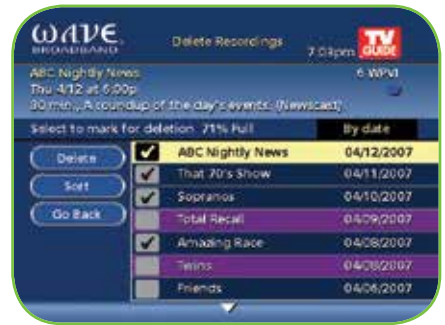 WAVE
BROADBAND
Delete Recordings
7:03pm
TV
GUIDE
ABC Nightly News
6 WPVI
Thu 4/12 at 6:00p
30 min., A roundup of the day's events. (Newscast)
Select to mark for deletion 71% Full
By date
Delete
Sort
Go Back
ABC Nightly News 04/12/2007
That 70's Show 04/11/2007
Sopranos 04/10/2007
Total Recall 04/09/2007
Amazing Race 04/08/2007
Twins 04/08/2007
Friends 04/06/2007